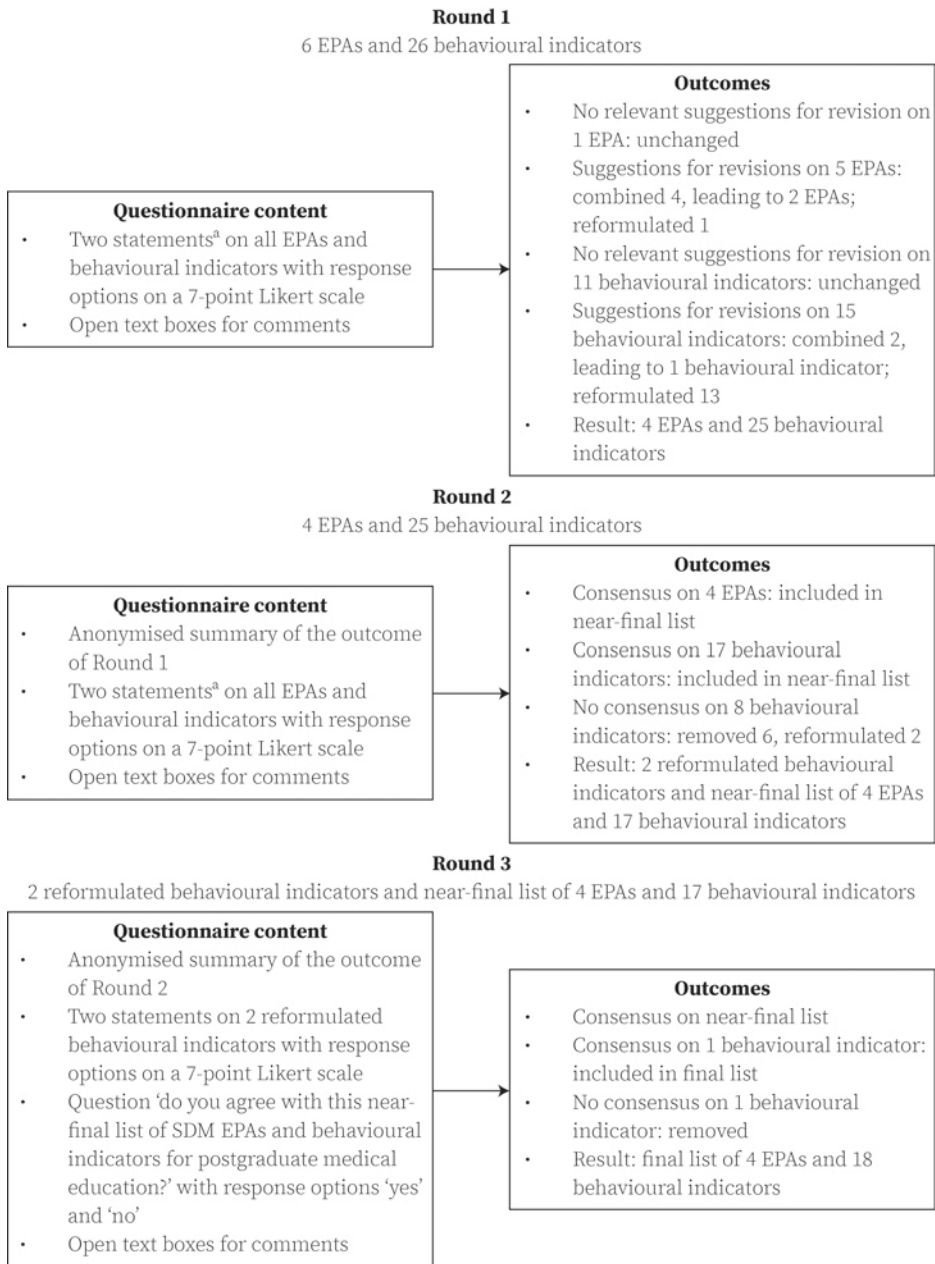 Round 1
6 EPAs and 26 behavioural indicators
Questionnaire content
• Two statementsᵃ on all EPAs and
behavioural indicators with response
options on a 7-point Likert scale
• Open text boxes for comments
Outcomes
• No relevant suggestions for revision on
1 EPA: unchanged
• Suggestions for revisions on 5 EPAs:
combined 4, leading to 2 EPAs;
reformulated 1
• No relevant suggestions for revision on
11 behavioural indicators: unchanged
• Suggestions for revisions on 15
behavioural indicators: combined 2,
leading to 1 behavioural indicator;
reformulated 13
• Result: 4 EPAs and 25 behavioural
indicators
Round 2
4 EPAs and 25 behavioural indicators
Questionnaire content
• Anonymised summary of the outcome
of Round 1
• Two statementsᵃ on all EPAs and
behavioural indicators with response
options on a 7-point Likert scale
• Open text boxes for comments
Outcomes
• Consensus on 4 EPAs: included in
near-final list
• Consensus on 17 behavioural
indicators: included in near-final list
• No consensus on 8 behavioural
indicators: removed 6, reformulated 2
• Result: 2 reformulated behavioural
indicators and near-final list of 4 EPAs
and 17 behavioural indicators
Round 3
2 reformulated behavioural indicators and near-final list of 4 EPAs and 17 behavioural indicators
Questionnaire content
• Anonymised summary of the outcome
of Round 2
• Two statements on 2 reformulated
behavioural indicators with response
options on a 7-point Likert scale
• Question ‘do you agree with this near-
final list of SDM EPAs and behavioural
indicators for postgraduate medical
education?’ with response options ‘yes’
and ‘no’
• Open text boxes for comments
Outcomes
• Consensus on near-final list
• Consensus on 1 behavioural indicator:
included in final list
• No consensus on 1 behavioural
indicator: removed
• Result: final list of 4 EPAs and 18
behavioural indicators